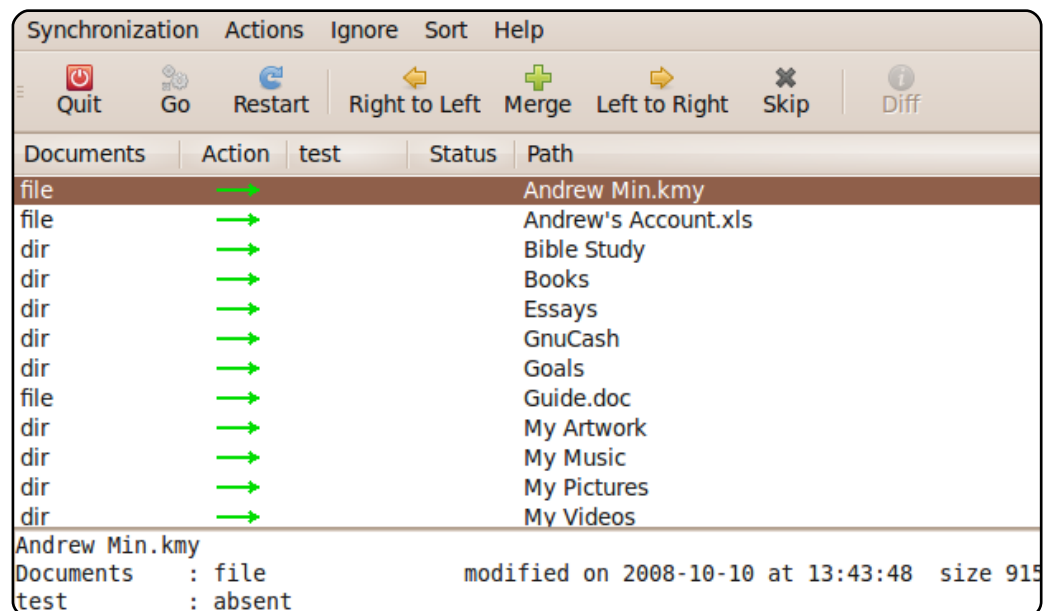 Synchronization Actions Ignore Sort Help
Quit Go Restart Right to Left Merge Left to Right Skip Diff
Documents Action test Status Path
file Andrew Min.kmy
file Andrew's Account.xls
dir Bible Study
dir Books
dir Essays
dir GnuCash
dir Goals
file Guide.doc
dir My Artwork
dir My Music
dir My Pictures
dir My Videos
Andrew Min.kmy
Documents : file modified on 2008-10-10 at 13:43:48 size 915
test : absent